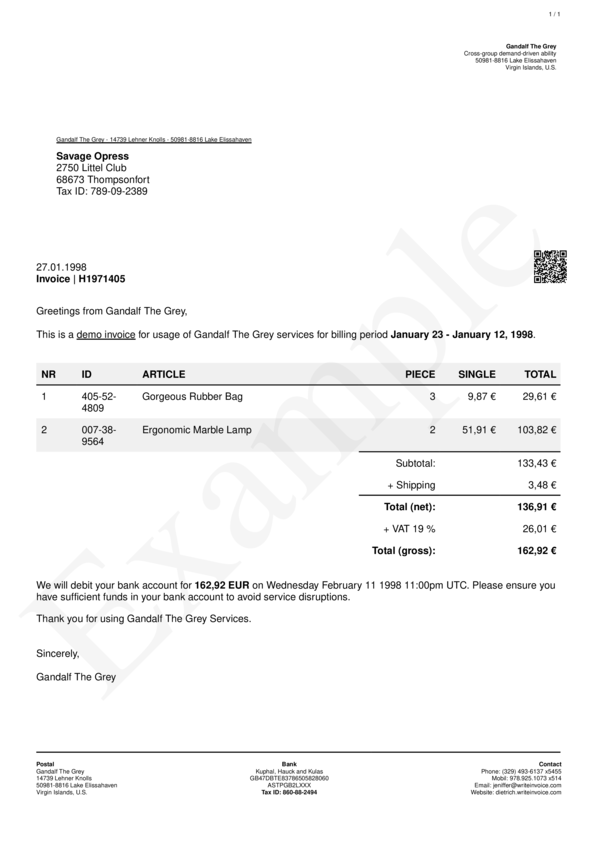 1 / 1
Gandalf The Grey
Cross-group demand-driven ability
50981-8816 Lake Elissahaven
Virgin Islands, U.S.
Gandalf The Grey - 14739 Lehner Knolls - 50981-8816 Lake Elissahaven
Savage Opress
2750 Littel Club
68673 Thompsonfort
Tax ID: 789-09-2389
27.01.1998
Invoice | H1971405
Greetings from Gandalf The Grey,
This is a demo invoice for usage of Gandalf The Grey services for billing period January 23 - January 12, 1998.
NR ID ARTICLE PIECE SINGLE TOTAL
1 405-52- Gorgeous Rubber Bag 3 9,87 € 29,61 €
4809
2 007-38- Ergonomic Marble Lamp 2 51,91 € 103,82 €
9564
Subtotal: 133,43 €
+ Shipping 3,48 €
Total (net): 136,91 €
+ VAT 19 % 26,01 €
Total (gross): 162,92 €
We will debit your bank account for 162,92 EUR on Wednesday February 11 1998 11:00pm UTC. Please ensure you
have sufficient funds in your bank account to avoid service disruptions.
Thank you for using Gandalf The Grey Services.
Sincerely,
Gandalf The Grey
Example
Postal Bank Contact
Gandalf The Grey Kuphal, Hauck and Kulas Phone: (329) 493-6137 x5455
14739 Lehner Knolls GB47DBTE83786505828060 Mobil: 978.925.1073 x514
50981-8816 Lake Elissahaven ASTPGB2LXXX Email: jeniffer@writeinvoice.com
Virgin Islands, U.S. Tax ID: 860-88-2494 Website: dietrich.writeinvoice.com